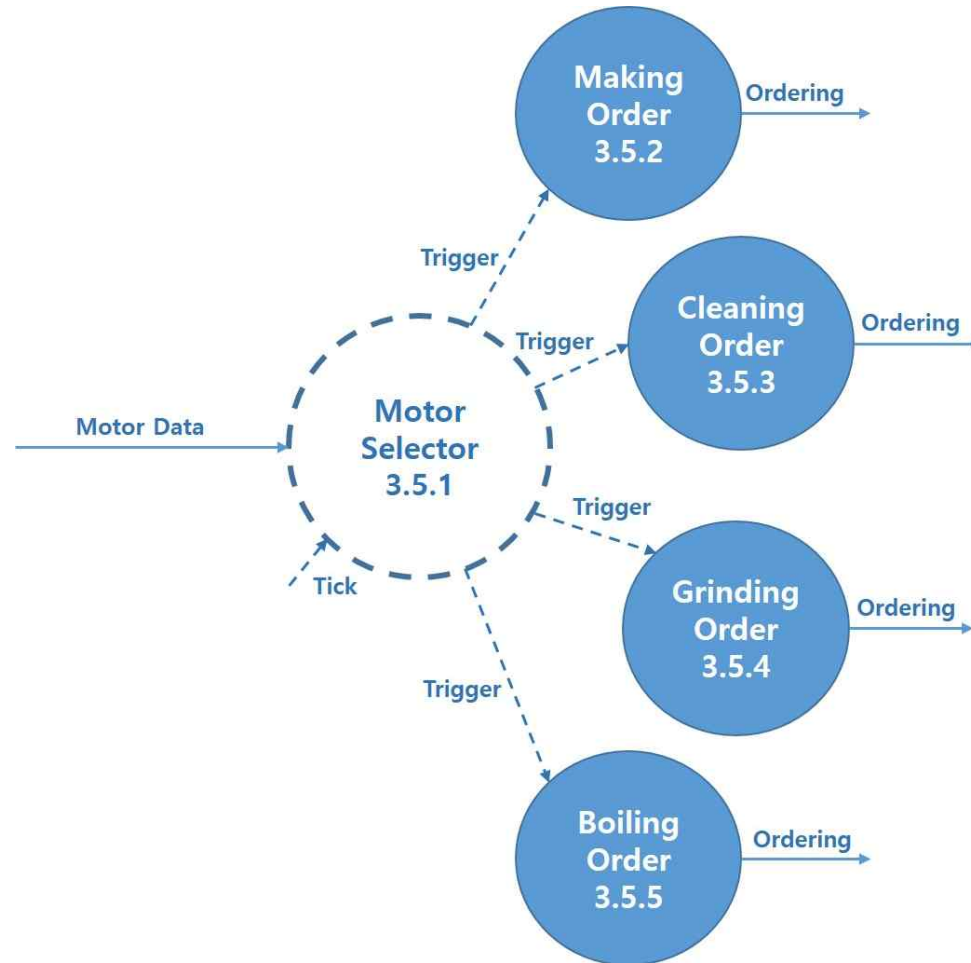 Making
Order
3.5.2
Ordering
Trigger
Cleaning
Order
3.5.3
Ordering
Trigger
Motor Data
Motor
Selector
3.5.1
Tick
Trigger
Grinding
Order
3.5.4
Ordering
Trigger
Boiling
Order
3.5.5
Ordering